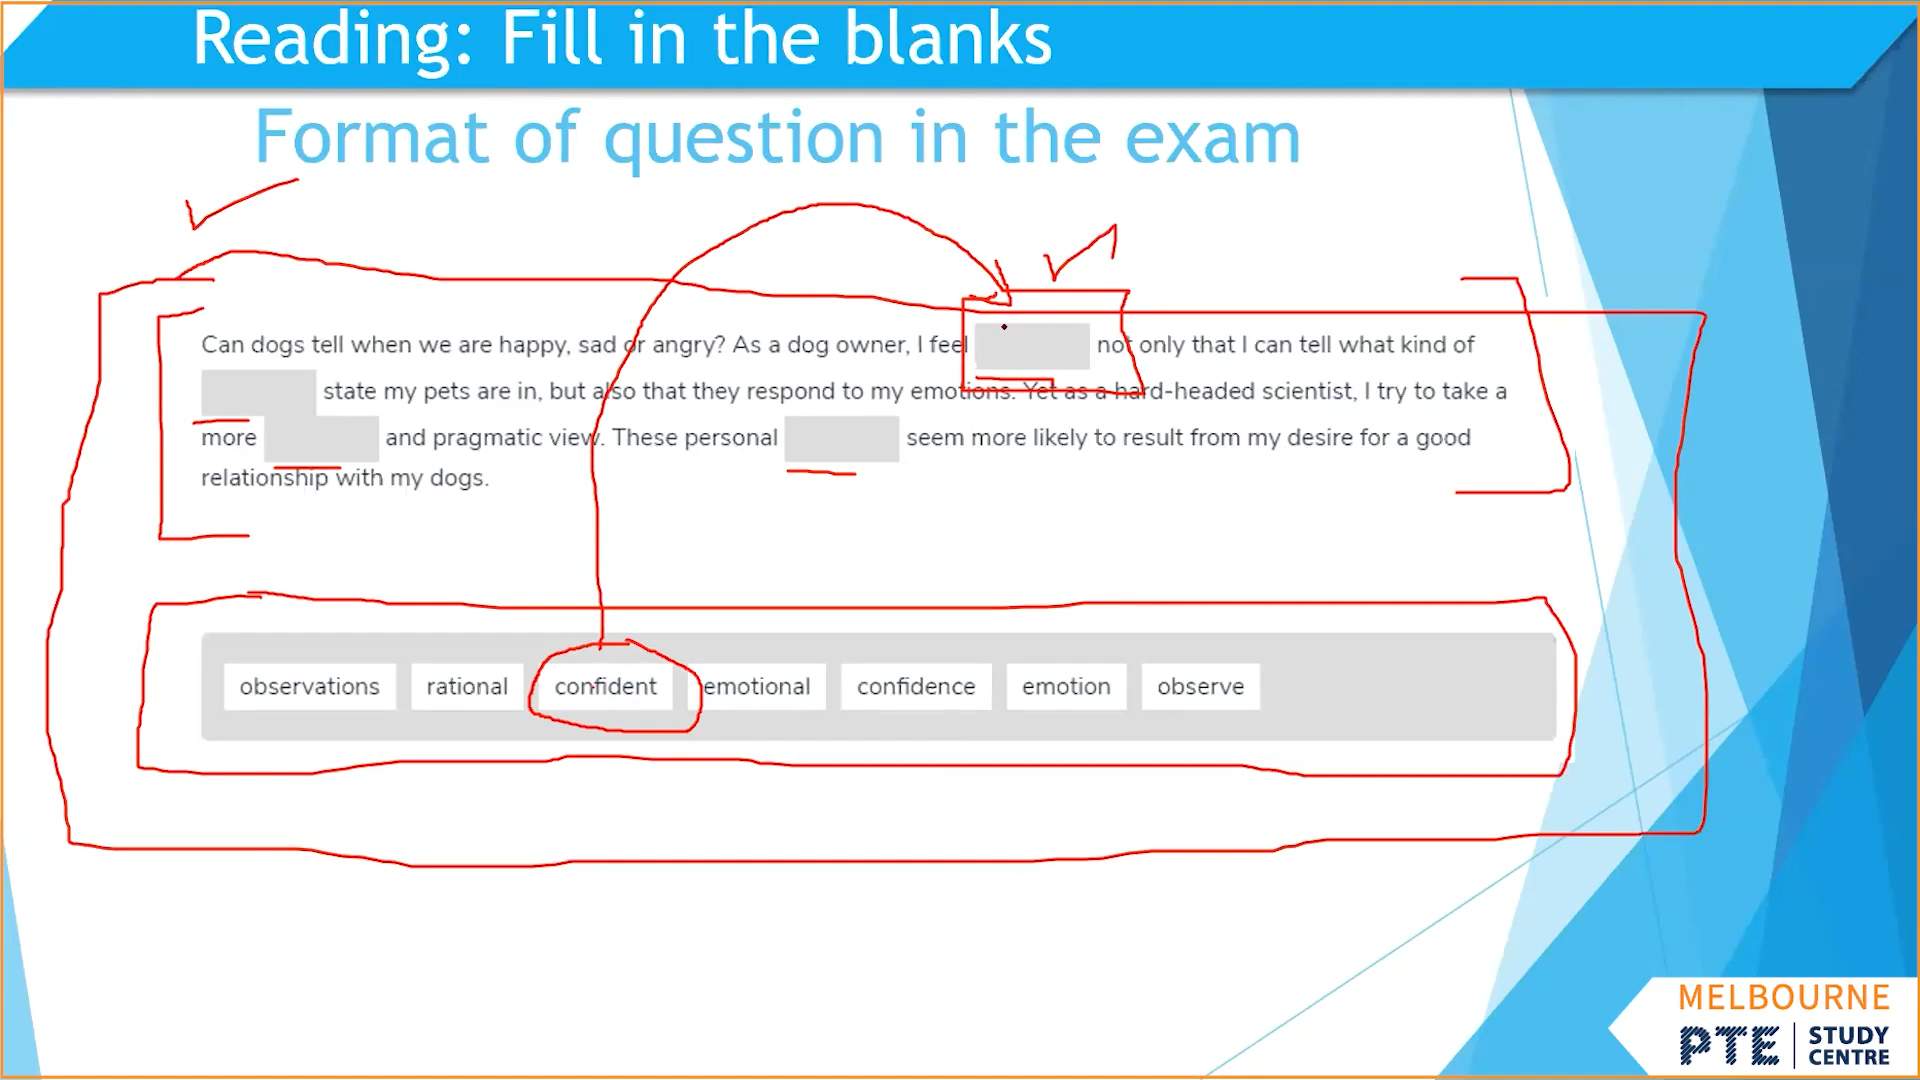 Reading: Fill in the blanks
Format of question in the exam
Can dogs tell when we are happy, sad or angry? As a dog owner, I feel not only that I can tell what kind of
state my pets are in, but also that they respond to my emotions. Yet as a hard-headed scientist, I try to take a
more and pragmatic view. These personal seem more likely to result from my desire for a good
relationship with my dogs.
observations rational confident emotional confidence emotion observe
MELBOURNE
PTE STUDY CENTRE